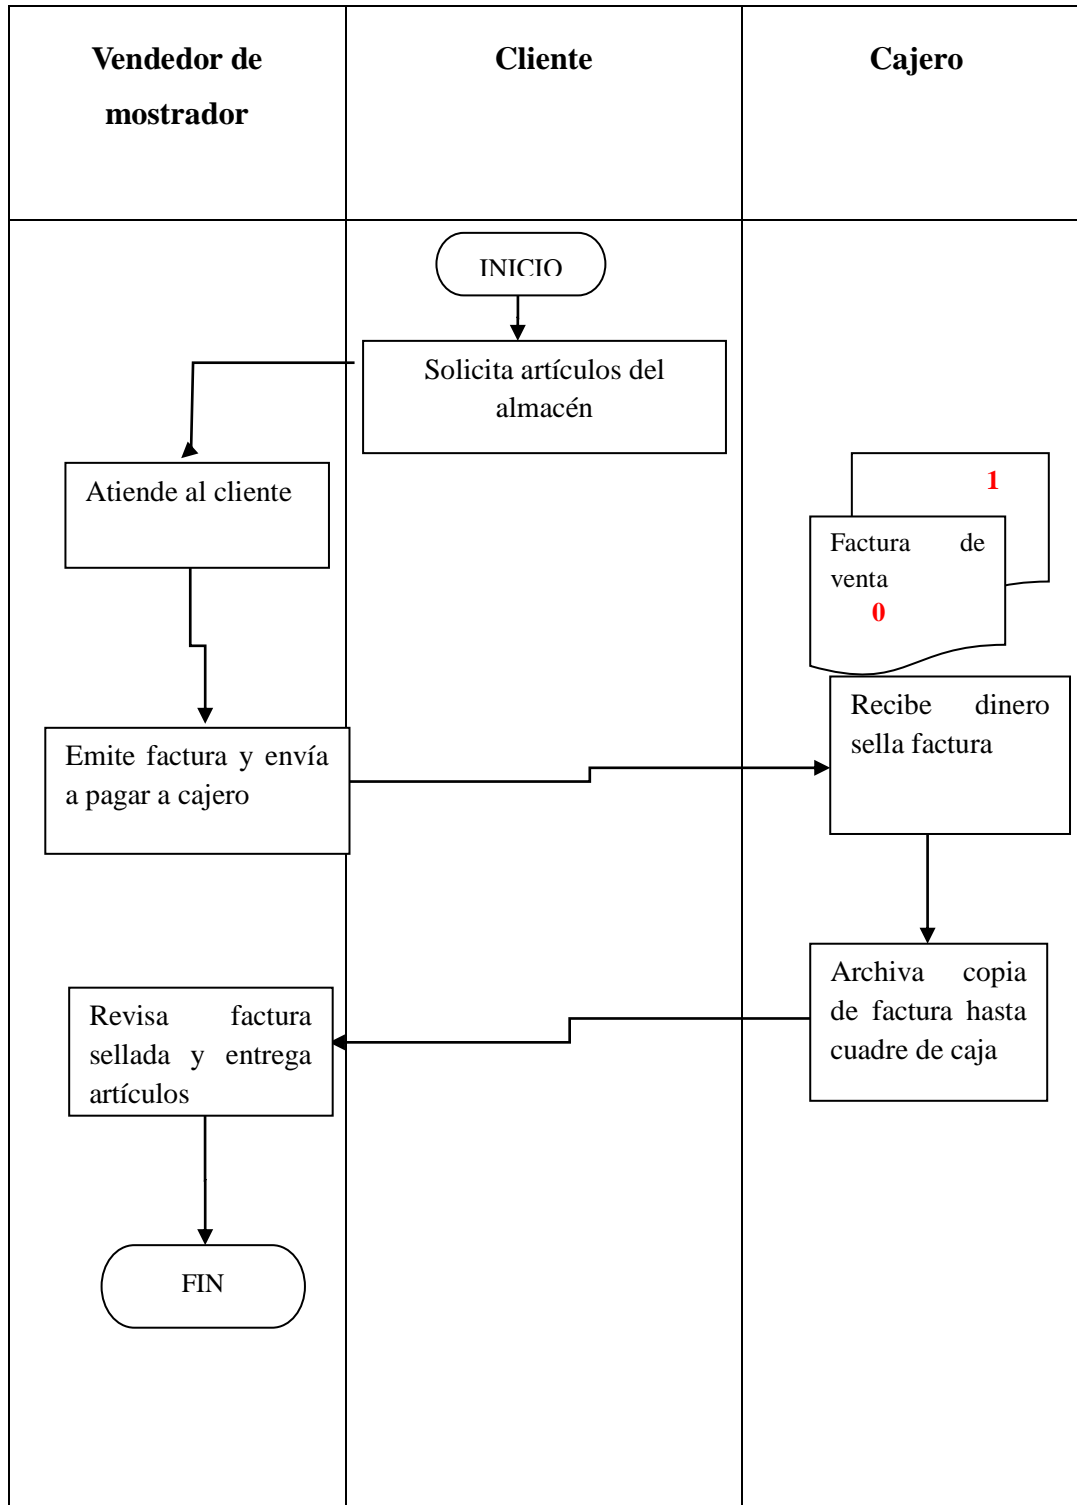 Vendedor de
mostrador
Cliente
Cajero
INICIO
Solicita artículos del
almacén
Atiende al cliente
1
Factura de
venta
0
Recibe dinero
sella factura
Emite factura y envía
a pagar a cajero
Archiva copia
de factura hasta
cuadre de caja
Revisa factura
sellada y entrega
artículos
FIN